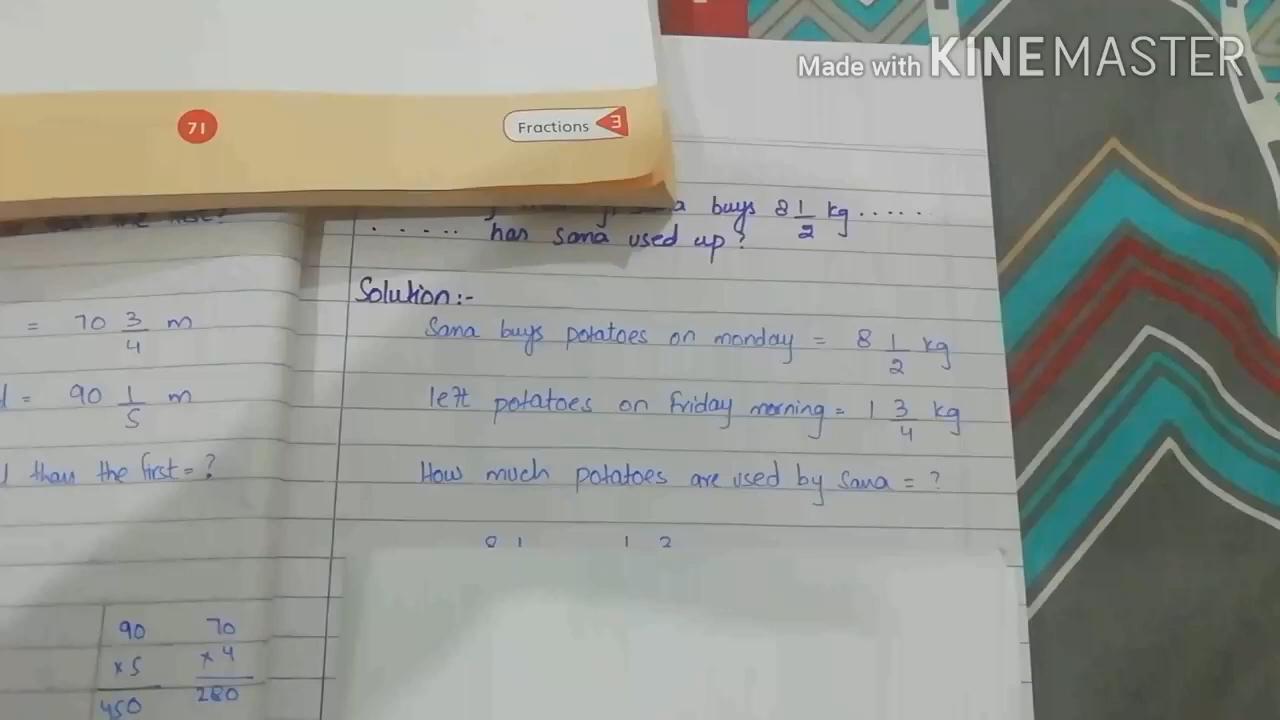 Made with KINEMASTER
71
Fractions 3
buys 8 1/2 kg .....
..... has sana used up?
Solution:-
Sana buys potatoes on monday = 8 1/2 kg
left potatoes on Friday morning = 1 3/4 kg
How much potatoes are used by Sana = ?
= 70 3/4 m
= 90 1/5 m
than the first = ?
90 70
×5 ×4
450 280